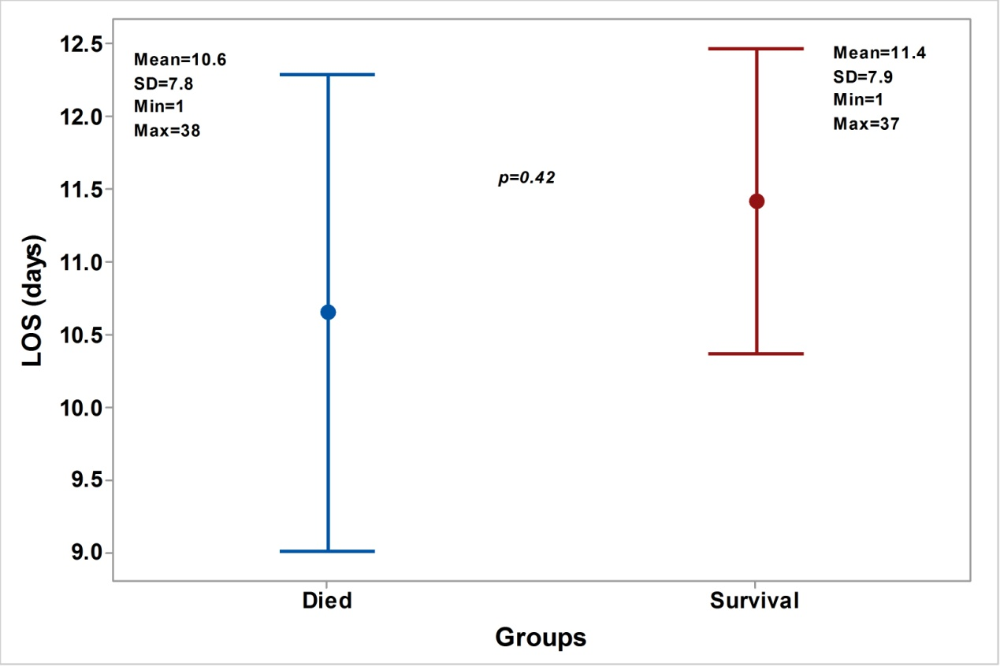 12.5
12.0
11.5
11.0
10.5
10.0
9.5
9.0
LOS (days)
Mean=10.6
SD=7.8
Min=1
Max=38
p=0.42
Mean=11.4
SD=7.9
Min=1
Max=37
Died
Survival
Groups